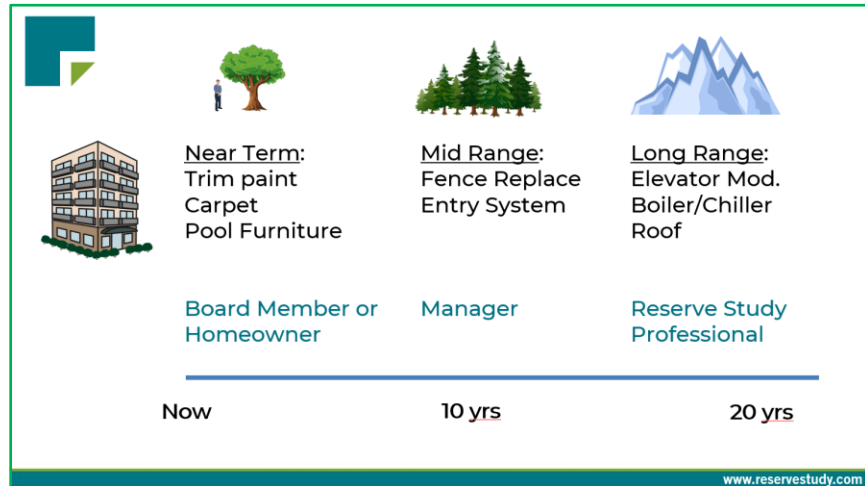 Near Term:
Trim paint
Carpet
Pool Furniture
Mid Range:
Fence Replace
Entry System
Long Range:
Elevator Mod.
Boiler/Chiller
Roof
Board Member or
Homeowner
Manager
Reserve Study
Professional
Now
10 yrs
20 yrs
www.reservestudy.com